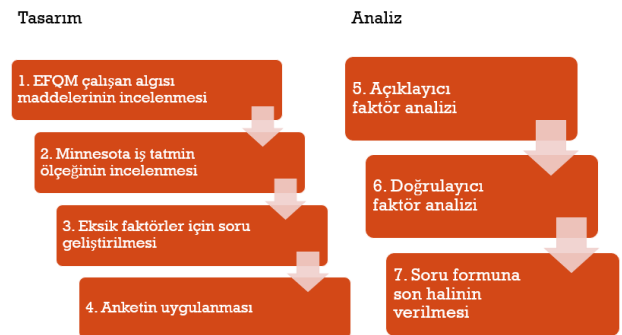 Tasarım
1. EFQM çalışan algısı
maddelerinin incelenmesi
2. Minnesota iş tatmin
ölçeğinin incelenmesi
3. Eksik faktörler için soru
geliştirilmesi
4. Anketin uygulanması
Analiz
5. Açıklayıcı
faktör analizi
6. Doğrulayıcı
faktör analizi
7. Soru formuna
son halinin
verilmesi